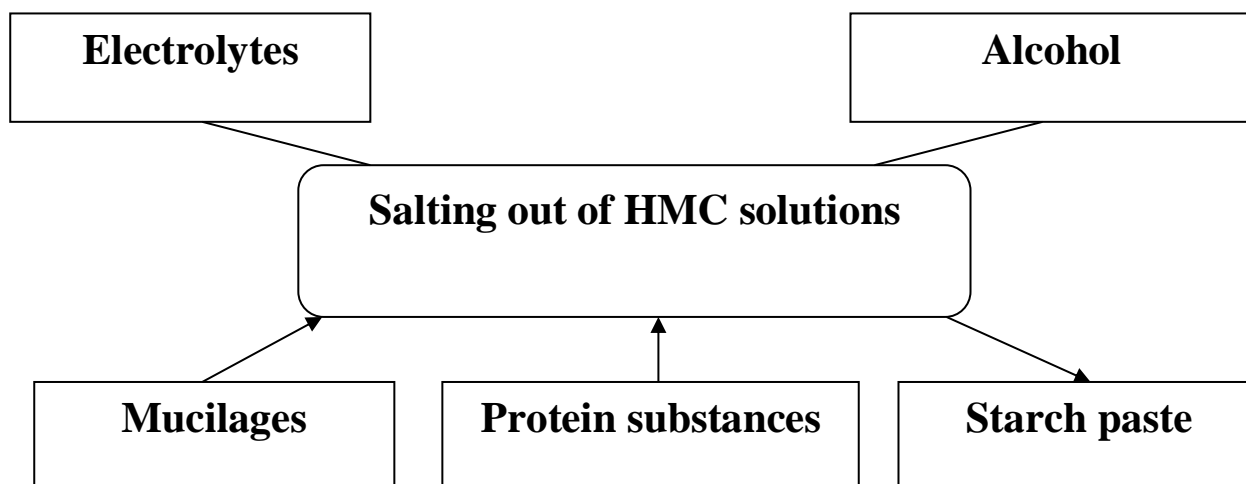 Electrolytes
Alcohol
Salting out of HMC solutions
Mucilages
Protein substances
Starch paste